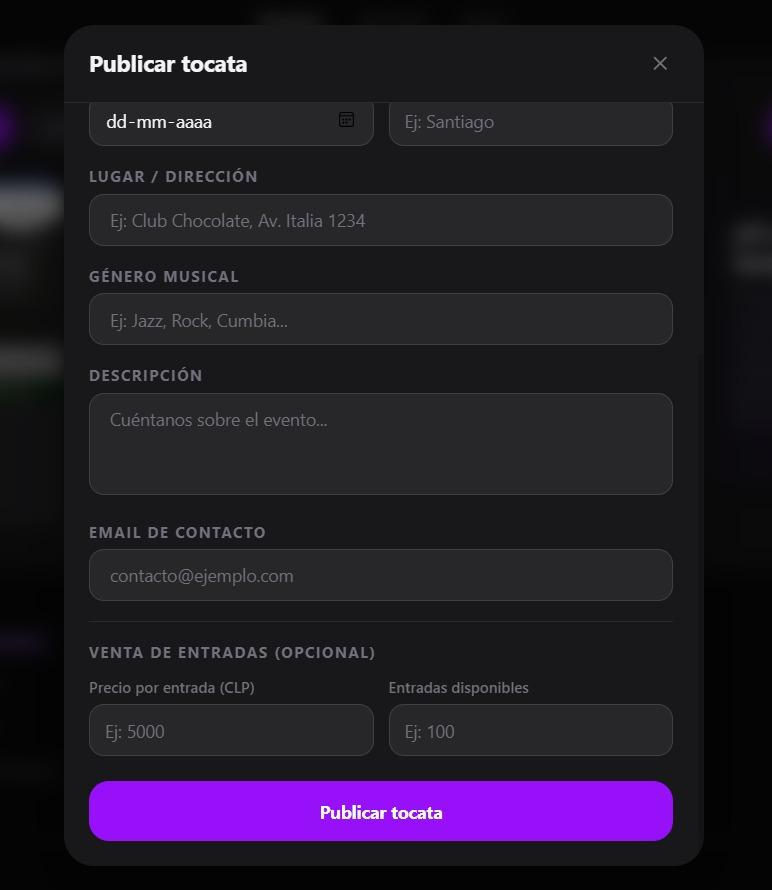 Publicar tocata
dd-mm-aaaa
Ej: Santiago
LUGAR / DIRECCIÓN
Ej: Club Chocolate, Av. Italia 1234
GÉNERO MUSICAL
Ej: Jazz, Rock, Cumbia...
DESCRIPCIÓN
Cuéntanos sobre el evento...
EMAIL DE CONTACTO
contacto@ejemplo.com
VENTA DE ENTRADAS (OPCIONAL)
Precio por entrada (CLP)
Entradas disponibles
Ej: 5000
Ej: 100
Publicar tocata